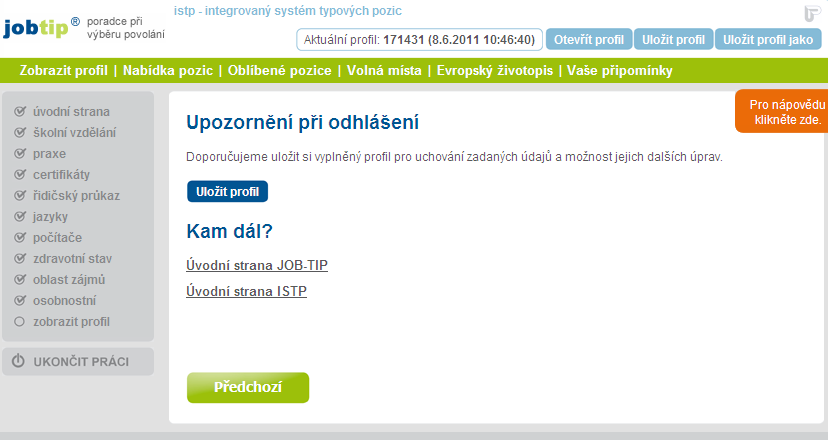 jobtip® poradce při
výběru povolání
istp - integrovaný systém typových pozic
Aktuální profil: 171431 (8.6.2011 10:46:40) Otevřít profil Uložit profil Uložit profil jako
Zobrazit profil | Nabídka pozic | Oblíbené pozice | Volná místa | Evropský životopis | Vaše připomínky
úvodní strana
školní vzdělání
praxe
certifikáty
řidičský průkaz
jazyky
počítače
zdravotní stav
oblast zájmů
osobnostní
zobrazit profil
UKONČIT PRÁCI
Pro nápovědu
klikněte zde.
Upozornění při odhlášení
Doporučujeme uložit si vyplněný profil pro uchování zadaných údajů a možnost jejich dalších úprav.
Uložit profil
Kam dál?
Úvodní strana JOB-TIP
Úvodní strana ISTP
Předchozí